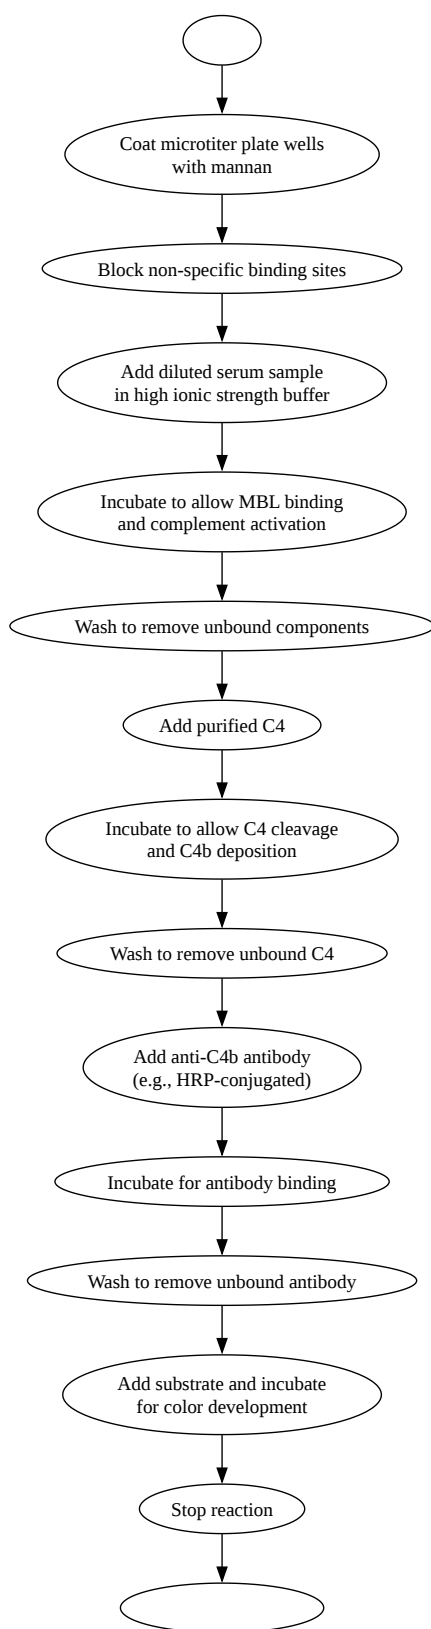 Coat microtiter plate wells
with mannan
Block non-specific binding sites
Add diluted serum sample
in high ionic strength buffer
Incubate to allow MBL binding
and complement activation
Wash to remove unbound components
Add purified C4
Incubate to allow C4 cleavage
and C4b deposition
Wash to remove unbound C4
Add anti-C4b antibody
(e.g., HRP-conjugated)
Incubate for antibody binding
Wash to remove unbound antibody
Add substrate and incubate
for color development
Stop reaction